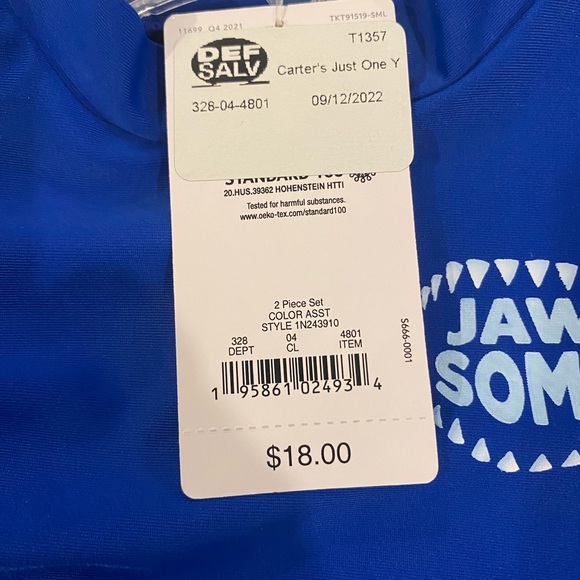 11699 Q4 2021 TKT91519-SML
DEF
SALV
T1357
Carter's Just One Y
328-04-4801 09/12/2022
STANDARD 100
20.HUS.39362 HOHENSTEIN HTTI
Tested for harmful substances.
www.oeko-tex.com/standard100
2 Piece Set
COLOR ASST
STYLE 1N243910
328 04 4801
DEPT CL ITEM
S666-0001
1 95861 02493 4
$18.00
JAW
SOM